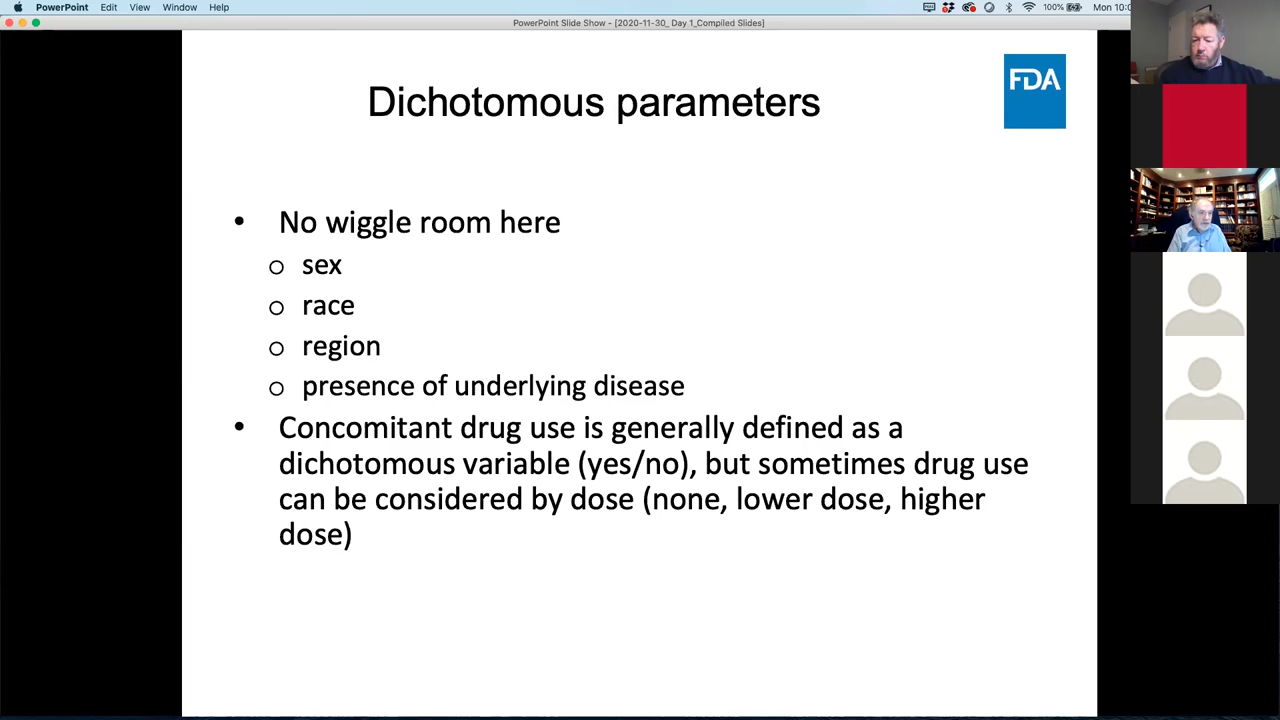 PowerPoint Edit View Window Help 100% Mon 10:0
PowerPoint Slide Show - [2020-11-30_ Day 1_Compiled Slides]
FDA
Dichotomous parameters
• No wiggle room here
o sex
o race
o region
o presence of underlying disease
• Concomitant drug use is generally defined as a
dichotomous variable (yes/no), but sometimes drug use
can be considered by dose (none, lower dose, higher
dose)